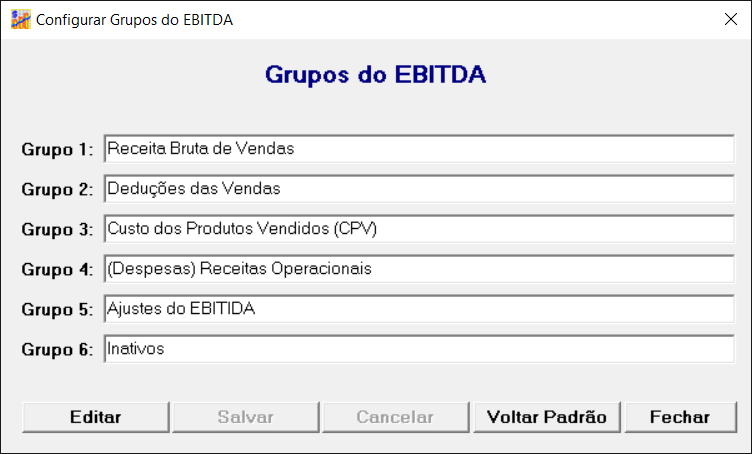 Configurar Grupos do EBITDA
Grupos do EBITDA
Grupo 1: Receita Bruta de Vendas
Grupo 2: Deduções das Vendas
Grupo 3: Custo dos Produtos Vendidos (CPV)
Grupo 4: (Despesas) Receitas Operacionais
Grupo 5: Ajustes do EBITIDA
Grupo 6: Inativos
Editar Salvar Cancelar Voltar Padrão Fechar